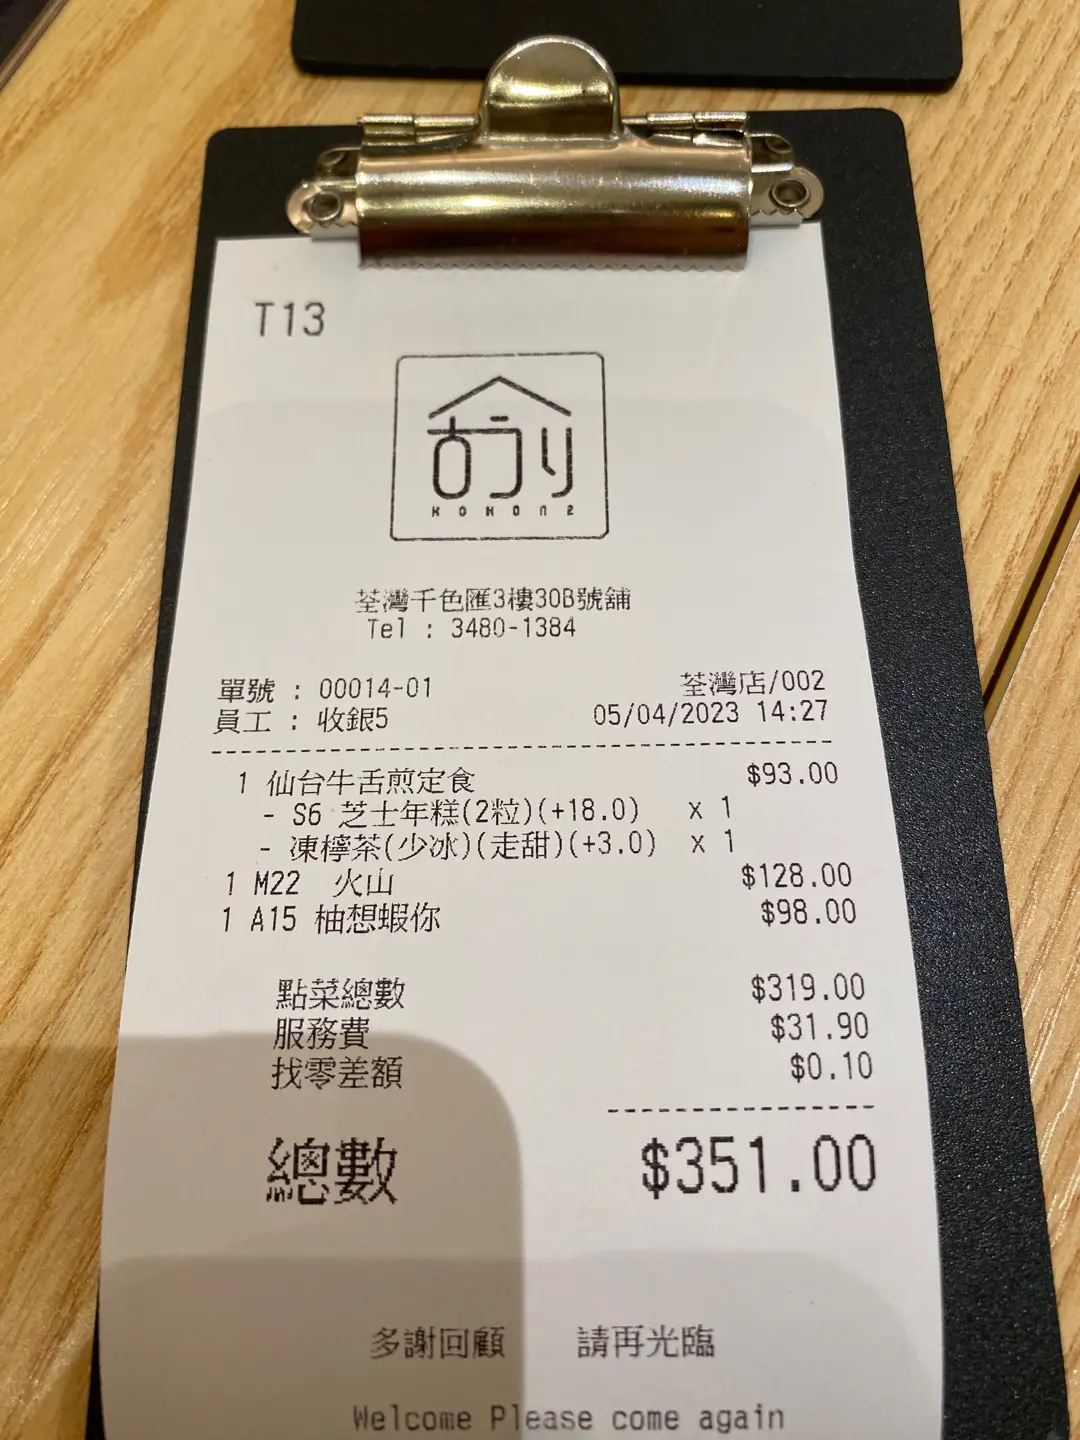 T13
古うり
KOKON2
荃灣千色匯3樓30B號舖
Tel : 3480-1384
單號 : 00014-01 荃灣店/002
員工 : 收銀5 05/04/2023 14:27
1 仙台牛舌煎定食 $93.00
- S6 芝士年糕(2粒)(+18.0) x 1
- 凍檸茶(少冰)(走甜)(+3.0) x 1
1 M22 火山 $128.00
1 A15 柚想蝦你 $98.00
點菜總數 $319.00
服務費 $31.90
找零差額 $0.10
總數 $351.00
多謝回顧 請再光臨
Welcome Please come again